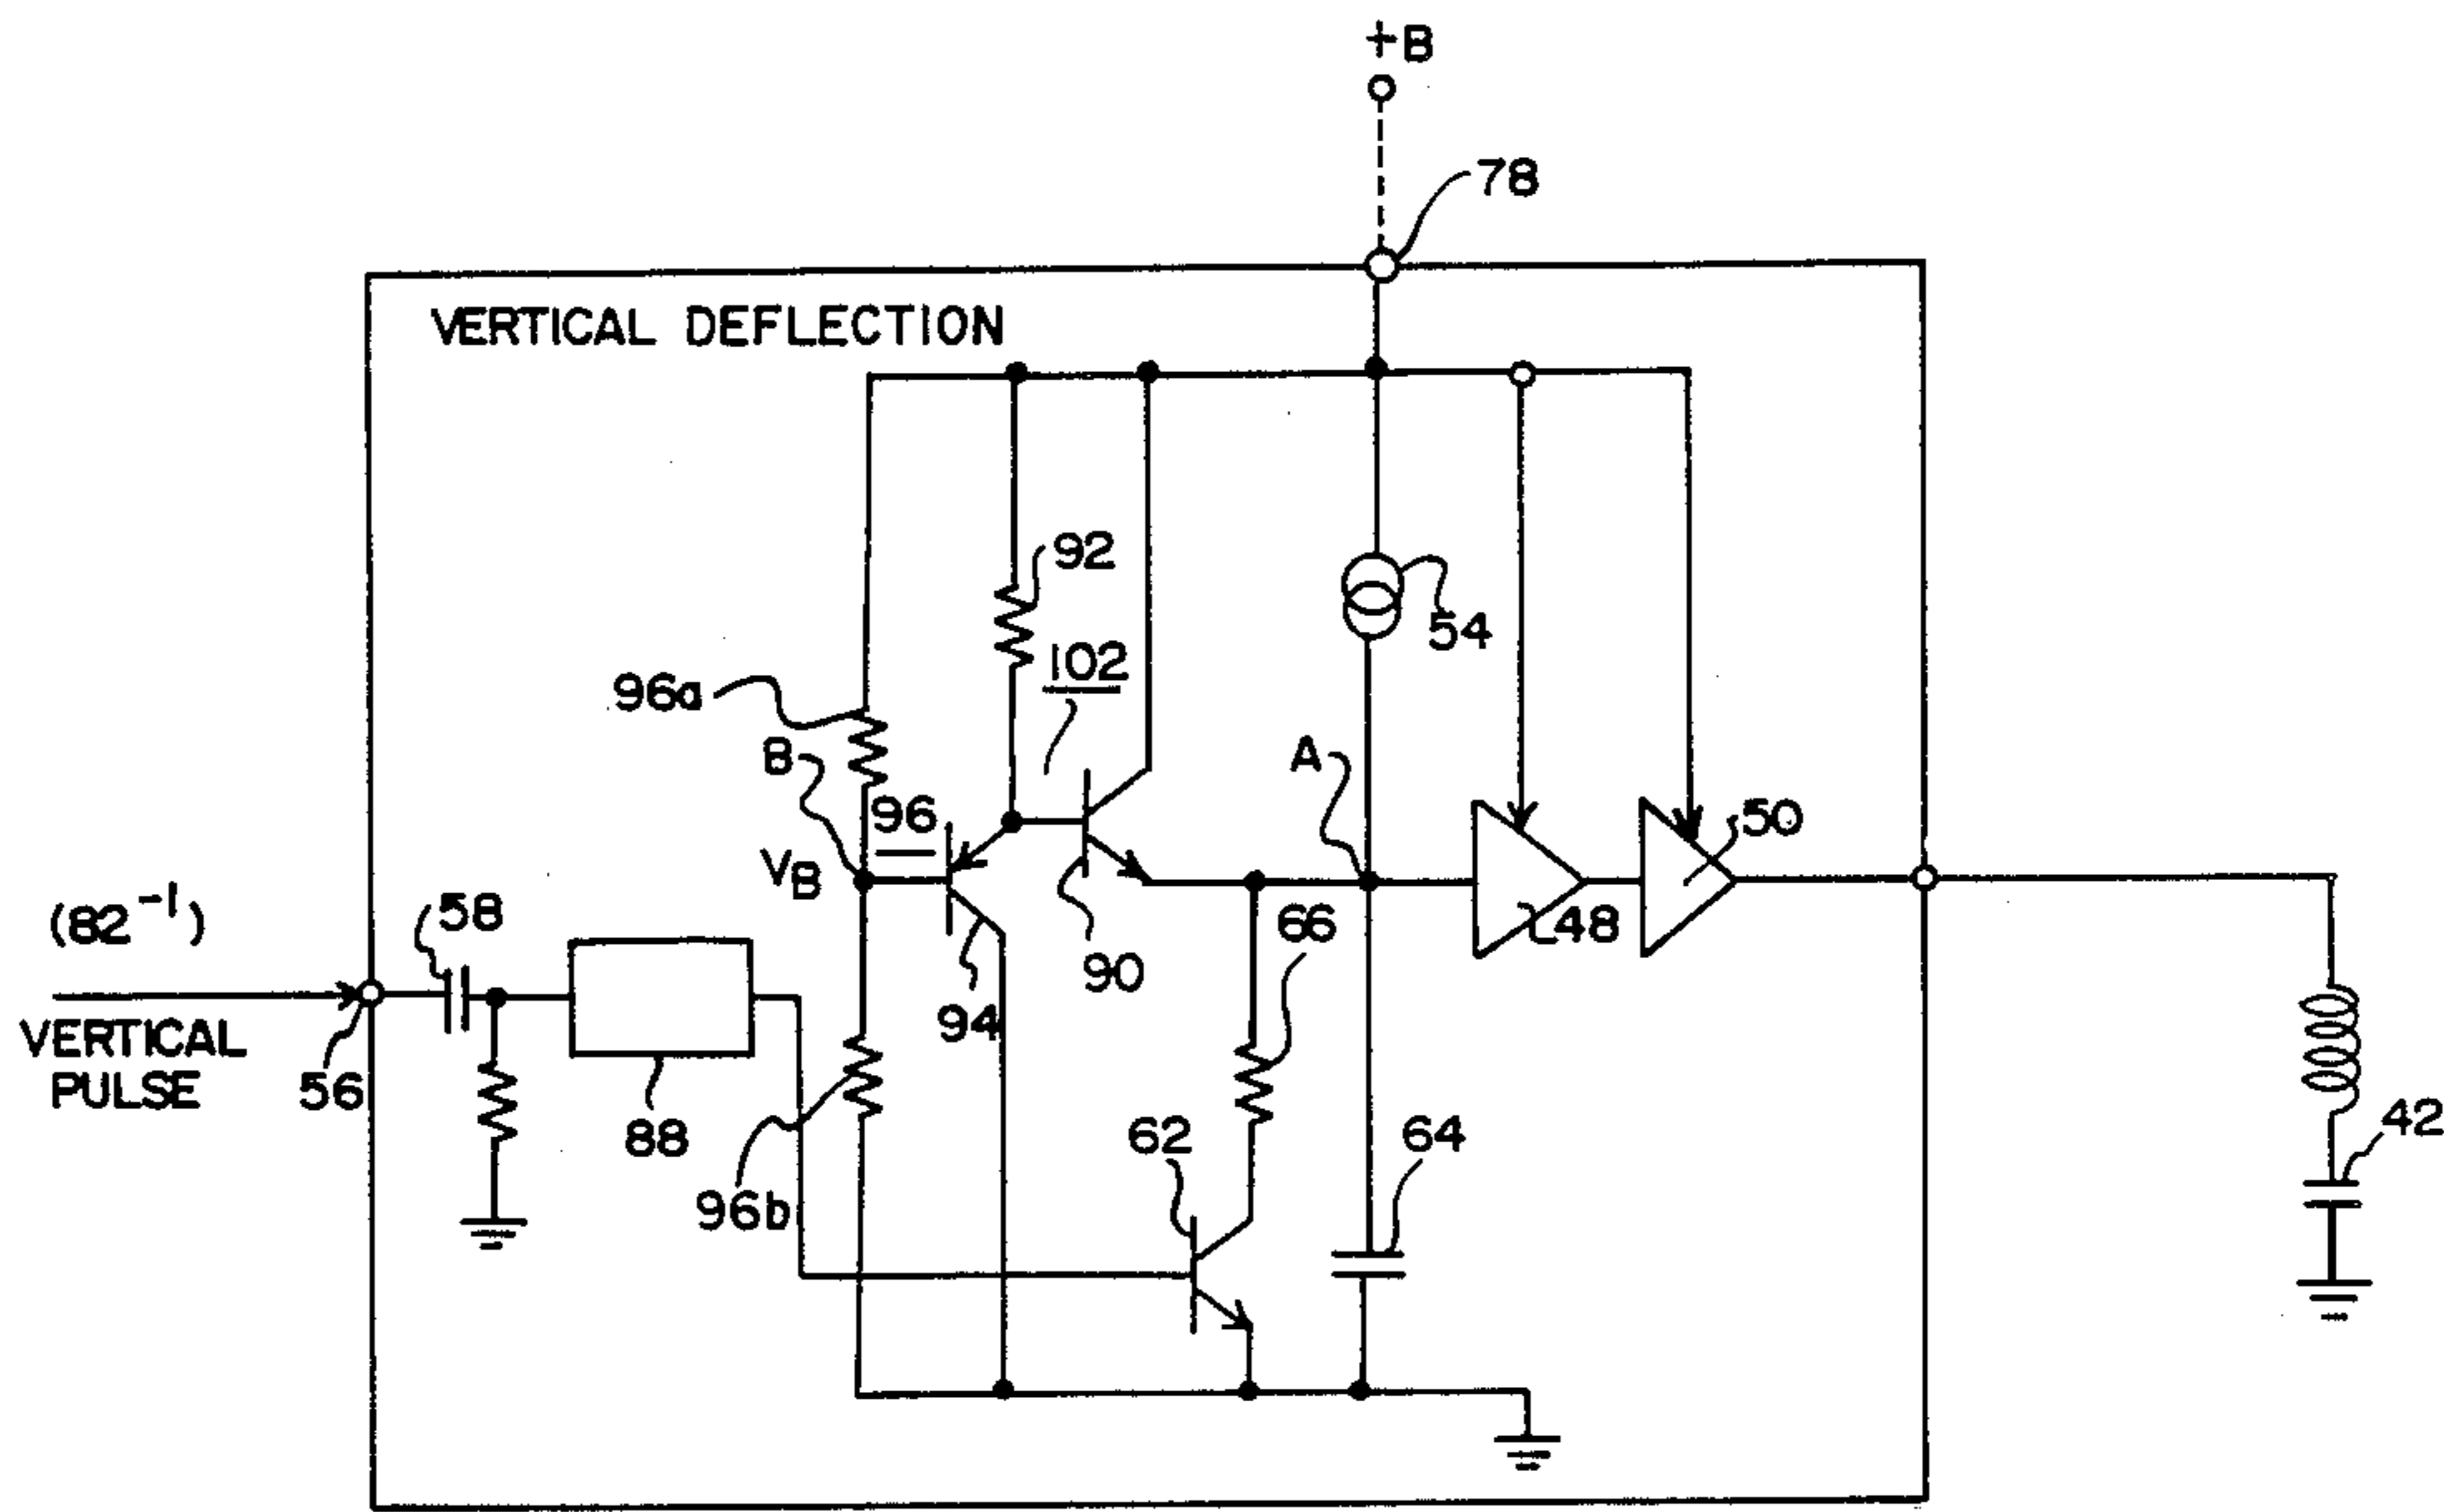 +B
78
VERTICAL DEFLECTION
92
54
102
96a
B
A
96
50
VB
(82⁻¹)
58
66
48
90
94
VERTICAL
PULSE
56
88
62
64
42
96b